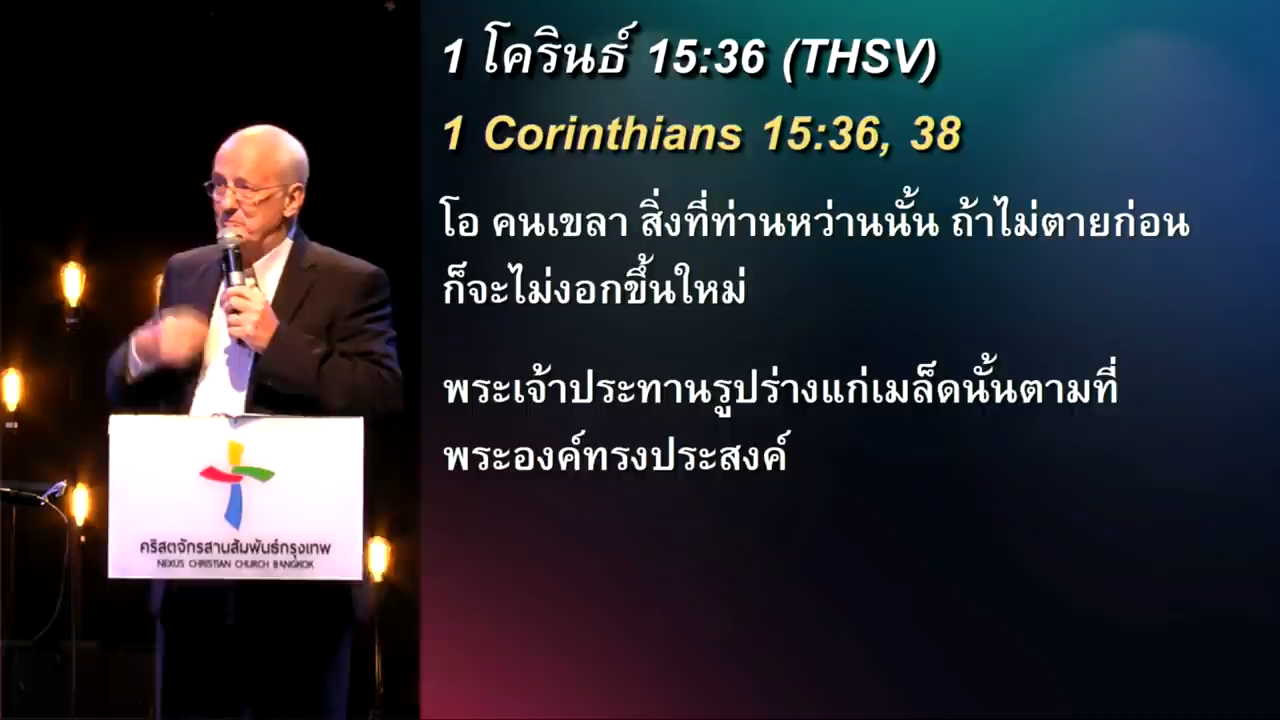 1 โครินธ์ 15:36 (THSV)
1 Corinthians 15:36, 38
โอ คนเขลา สิ่งที่ท่านหว่านนั้น ถ้าไม่ตายก่อน
ก็จะไม่งอกขึ้นใหม่
พระเจ้าประทานรูปร่างแก่เมล็ดนั้นตามที่
พระองค์ทรงประสงค์
คริสตจักรสานสัมพันธ์กรุงเทพ
NEXUS CHRISTIAN CHURCH BANGKOK